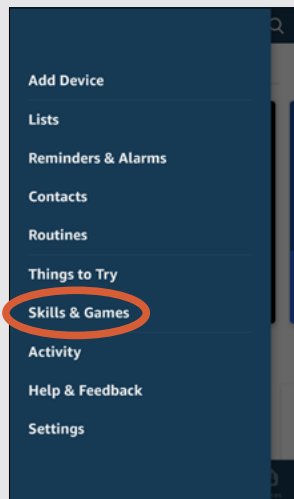 Add Device
Lists
Reminders & Alarms
Contacts
Routines
Things to Try
Skills & Games
Activity
Help & Feedback
Settings